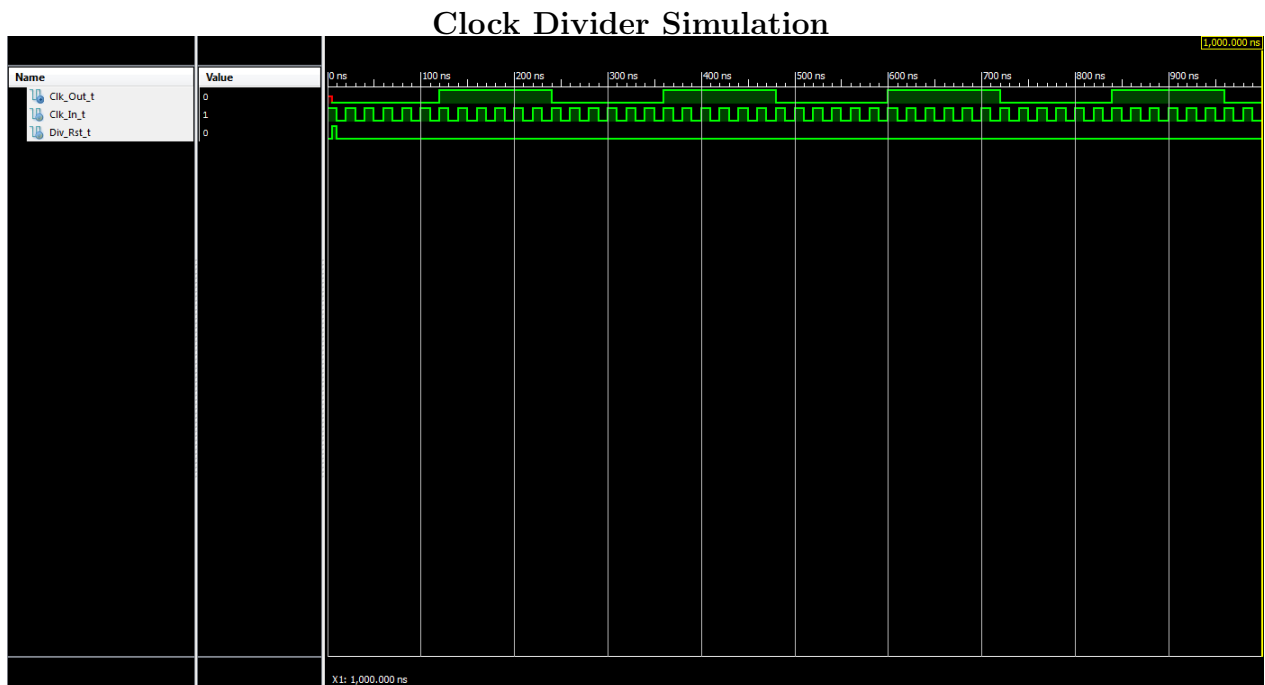 Clock Divider Simulation
1,000.000 ns
Name Value 0 ns 100 ns 200 ns 300 ns 400 ns 500 ns 600 ns 700 ns 800 ns 900 ns
Clk_Out_t 0
Clk_In_t 1
Div_Rst_t 0
X1: 1,000.000 ns